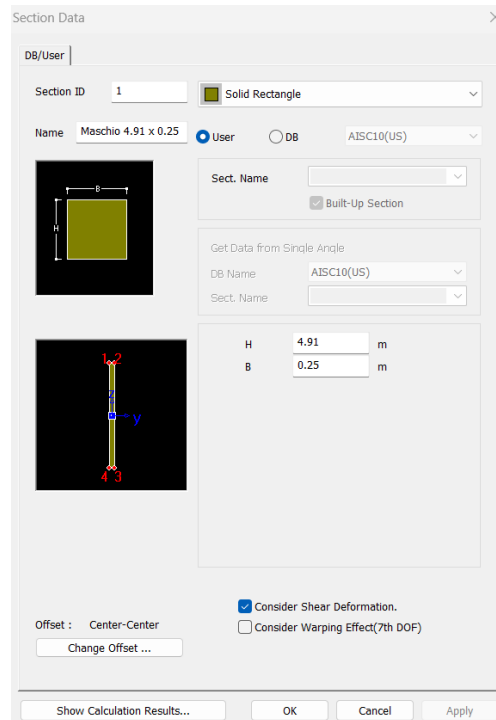 Section Data
DB/User
Section ID 1 Solid Rectangle
Name Maschio 4.91 x 0.25 User DB AISC10(US)
B
H
Sect. Name
Built-Up Section
Get Data from Single Angle
DB Name AISC10(US)
Sect. Name
H 4.91 m
B 0.25 m
1 2
z
y
4 3
Consider Shear Deformation.
Offset : Center-Center
Consider Warping Effect(7th DOF)
Change Offset ...
Show Calculation Results... OK Cancel Apply